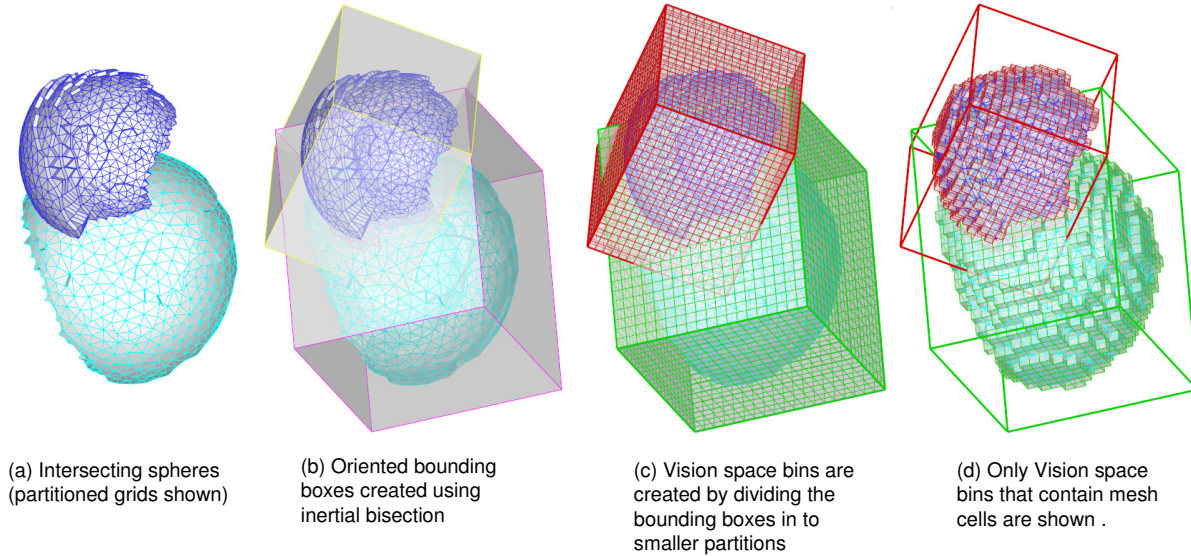 (a) Intersecting spheres
(partitioned grids shown)
(b) Oriented bounding
boxes created using
inertial bisection
(c) Vision space bins are
created by dividing the
bounding boxes in to
smaller partitions
(d) Only Vision space
bins that contain mesh
cells are shown .